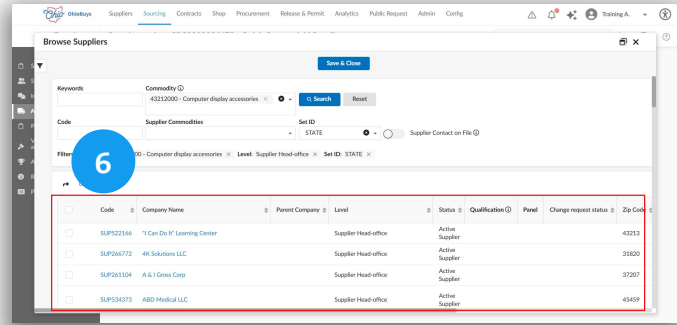 Ohio OhioBuys Suppliers Sourcing Contracts Shop Procurement Release & Permit Analytics Public Request Admin Config Training A.
Browse Suppliers
Save & Close
Keywords Commodity
43212000 - Computer display accessories Search Reset
Code Supplier Commodities Set ID
STATE Supplier Contact on File
Filter 00 - Computer display accessories × Level: Supplier Head-office × Set ID: STATE ×
6
Code Company Name Parent Company Level Status Qualification Panel Change request status Zip Code
SUP522166 "I Can Do It" Learning Center Supplier Head-office Active Supplier 43213
SUP266772 4K Solutions LLC Supplier Head-office Active Supplier 31820
SUP261104 A & I Gross Corp Supplier Head-office Active Supplier 37207
SUP534373 ABD Medical LLC Supplier Head-office Active Supplier 45459